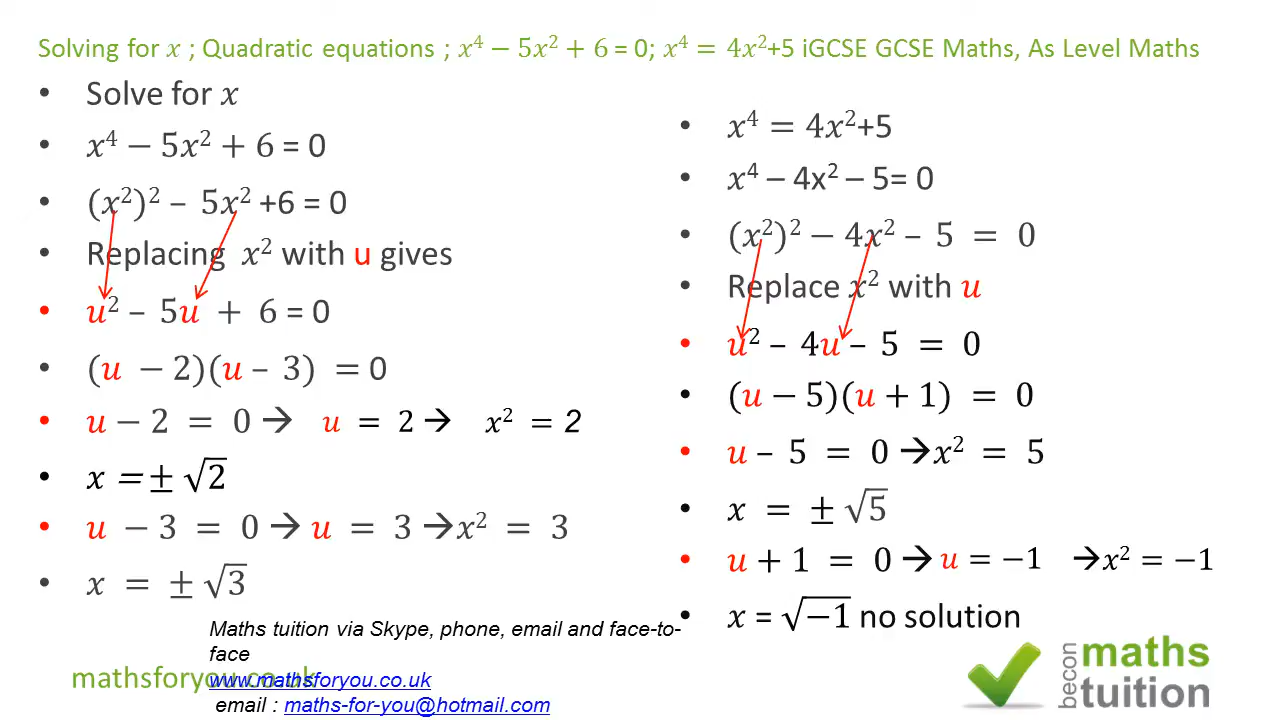 Solving for x ; Quadratic equations ; x⁴ − 5x² + 6 = 0; x⁴ = 4x²+5 iGCSE GCSE Maths, As Level Maths
• Solve for x
• x⁴ − 5x² + 6 = 0
• (x²)² – 5x² +6 = 0
• Replacing x² with u gives
• u² – 5u + 6 = 0
• (u − 2)(u – 3) = 0
• u − 2 = 0 → u = 2 → x² = 2
• x = ± √2
• u − 3 = 0 → u = 3 → x² = 3
• x = ± √3
• x⁴ = 4x²+5
• x⁴ – 4x² – 5= 0
• (x²)² − 4x² – 5 = 0
• Replace x² with u
• u² – 4u – 5 = 0
• (u − 5)(u + 1) = 0
• u – 5 = 0 → x² = 5
• x = ± √5
• u + 1 = 0 → u = −1 → x² = −1
• x = √−1 no solution
Maths tuition via Skype, phone, email and face-to-
face
mathsforyou.co.uk
www.mathsforyou.co.uk
email : maths-for-you@hotmail.com
becon
maths
tuition